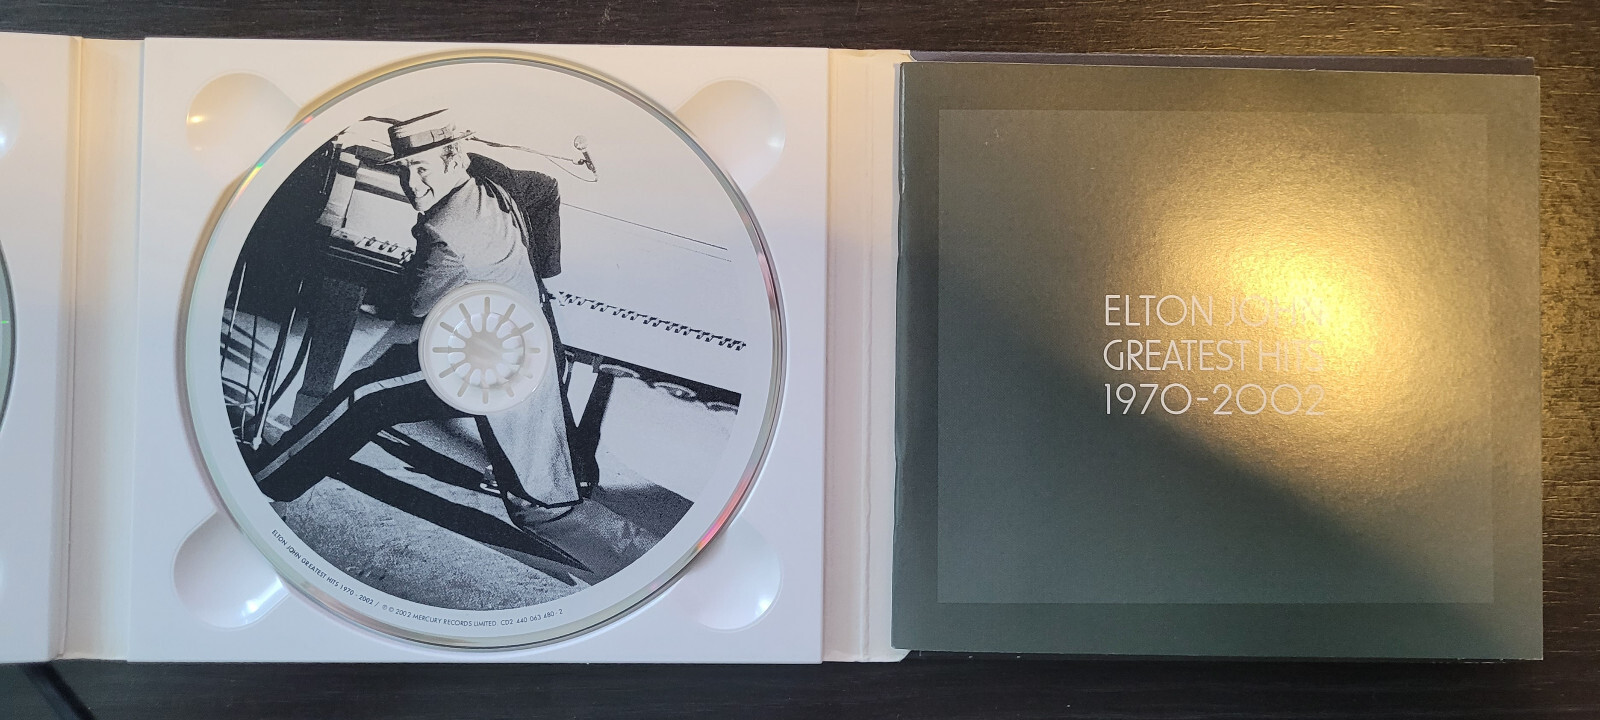 ELTON JOHN GREATEST HITS 1970 - 2002 / ℗ © 2002 MERCURY RECORDS LIMITED CD2 440 063 480-2
ELTON JOHN
GREATEST HITS
1970-2002